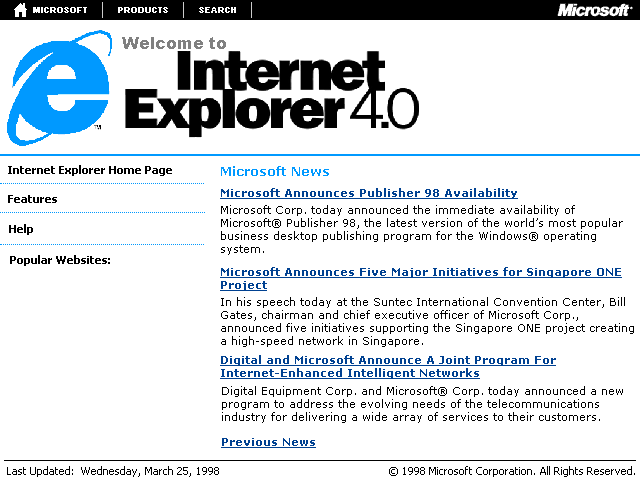 MICROSOFT PRODUCTS SEARCH Microsoft
Welcome to
Internet
Explorer 4.0
TM
Internet Explorer Home Page
Features
Help
Popular Websites:
Microsoft News
Microsoft Announces Publisher 98 Availability
Microsoft Corp. today announced the immediate availability of
Microsoft® Publisher 98, the latest version of the world's most popular
business desktop publishing program for the Windows® operating
system.
Microsoft Announces Five Major Initiatives for Singapore ONE
Project
In his speech today at the Suntec International Convention Center, Bill
Gates, chairman and chief executive officer of Microsoft Corp.,
announced five initiatives supporting the Singapore ONE project creating
a high-speed network in Singapore.
Digital and Microsoft Announce A Joint Program For
Internet-Enhanced Intelligent Networks
Digital Equipment Corp. and Microsoft® Corp. today announced a new
program to address the evolving needs of the telecommunications
industry for delivering a wide array of services to their customers.
Previous News
Last Updated: Wednesday, March 25, 1998 © 1998 Microsoft Corporation. All Rights Reserved.